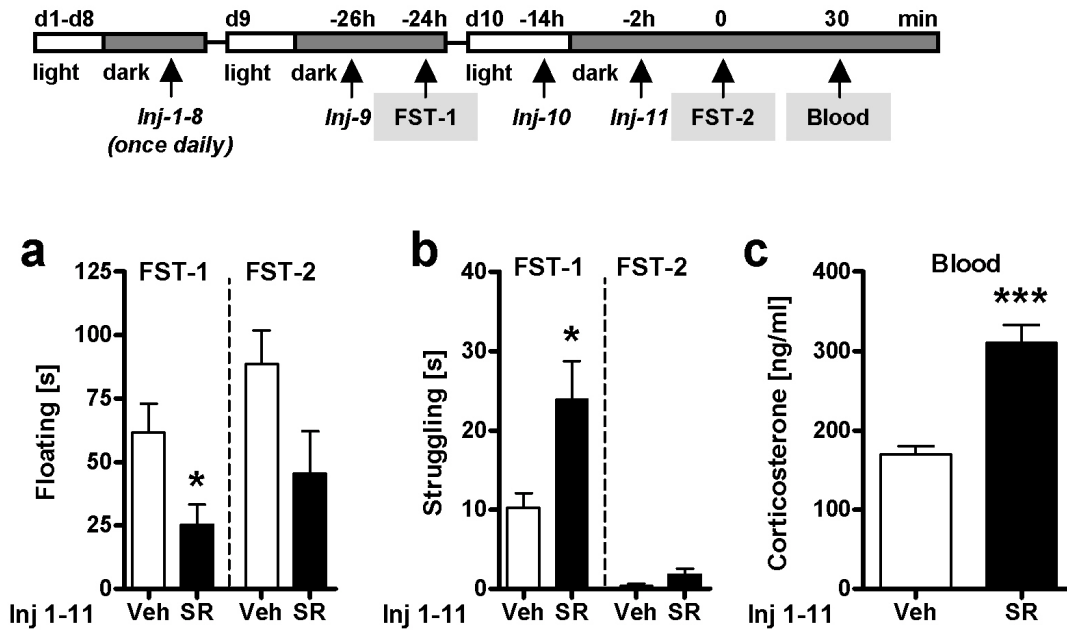 d1-d8 d9 -26h -24h d10 -14h -2h 0 30 min
light dark light dark light dark
Inj-1-8 Inj-9 FST-1 Inj-10 Inj-11 FST-2 Blood
(once daily)
a
FST-1 FST-2
Floating [s]
125
100
75
50
25
0
*
Veh SR Veh SR
Inj 1-11
b
FST-1 FST-2
Struggling [s]
40
30
20
10
0
*
Veh SR Veh SR
Inj 1-11
c
Blood
Corticosterone [ng/ml]
400
300
200
100
0
***
Veh SR
Inj 1-11